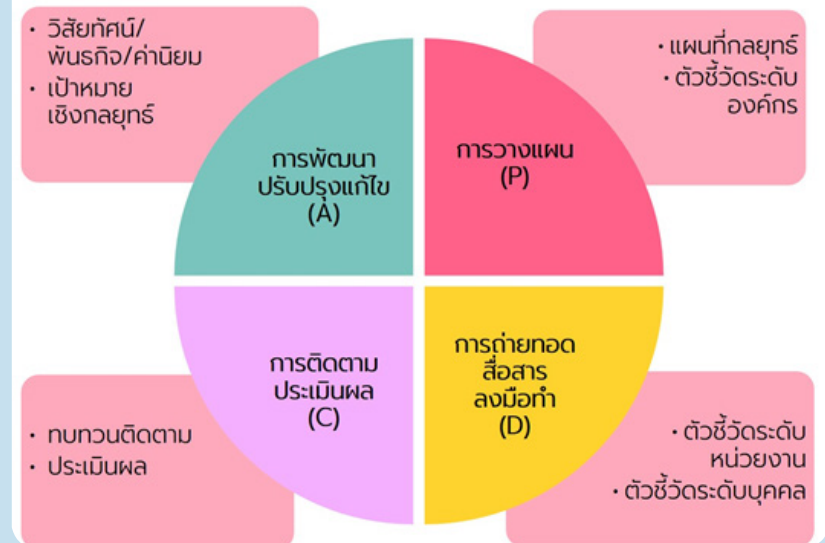 • วิสัยทัศน์/
พันธกิจ/ค่านิยม
• เป้าหมาย
เชิงกลยุทธ์
• แผนที่กลยุทธ์
• ตัวชี้วัดระดับ
องค์กร
การพัฒนา
ปรับปรุงแก้ไข
(A)
การวางแผน
(P)
การติดตาม
ประเมินผล
(C)
การถ่ายทอด
สื่อสาร
ลงมือทำ
(D)
• ทบทวนติดตาม
• ประเมินผล
• ตัวชี้วัดระดับ
หน่วยงาน
• ตัวชี้วัดระดับบุคคล